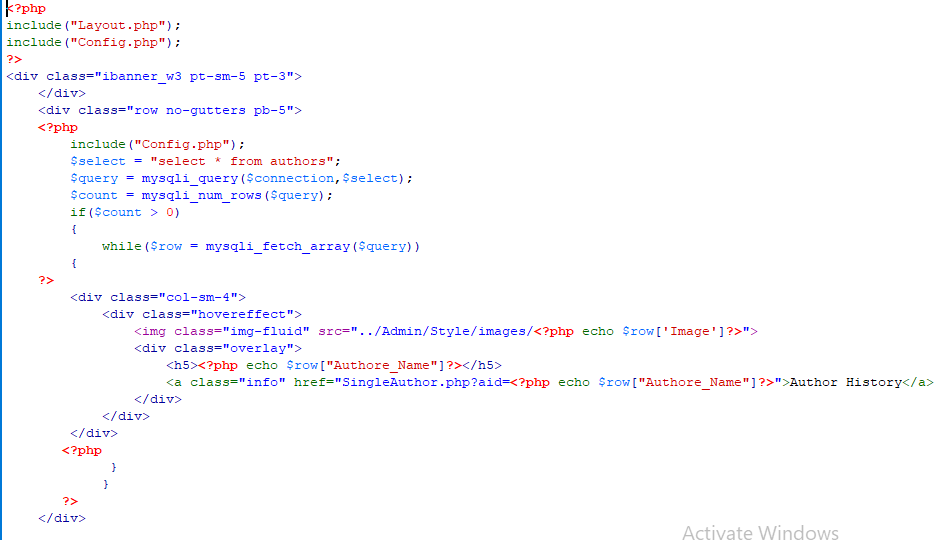 <?php
include("Layout.php");
include("Config.php");
?>
<div class="ibanner_w3 pt-sm-5 pt-3">
    </div>
    <div class="row no-gutters pb-5">
    <?php
        include("Config.php");
        $select = "select * from authors";
        $query = mysqli_query($connection,$select);
        $count = mysqli_num_rows($query);
        if($count > 0)
        {
            while($row = mysqli_fetch_array($query))
        {
    ?>
        <div class="col-sm-4">
            <div class="hovereffect">
                <img class="img-fluid" src="../Admin/Style/images/<?php echo $row['Image']?>">
                <div class="overlay">
                    <h5><?php echo $row["Authore_Name"]?></h5>
                    <a class="info" href="SingleAuthor.php?aid=<?php echo $row["Authore_Name"]?>">Author History</a>
                </div>
            </div>
        </div>
       <?php
             }
            }
       ?>
    </div>
Activate Windows